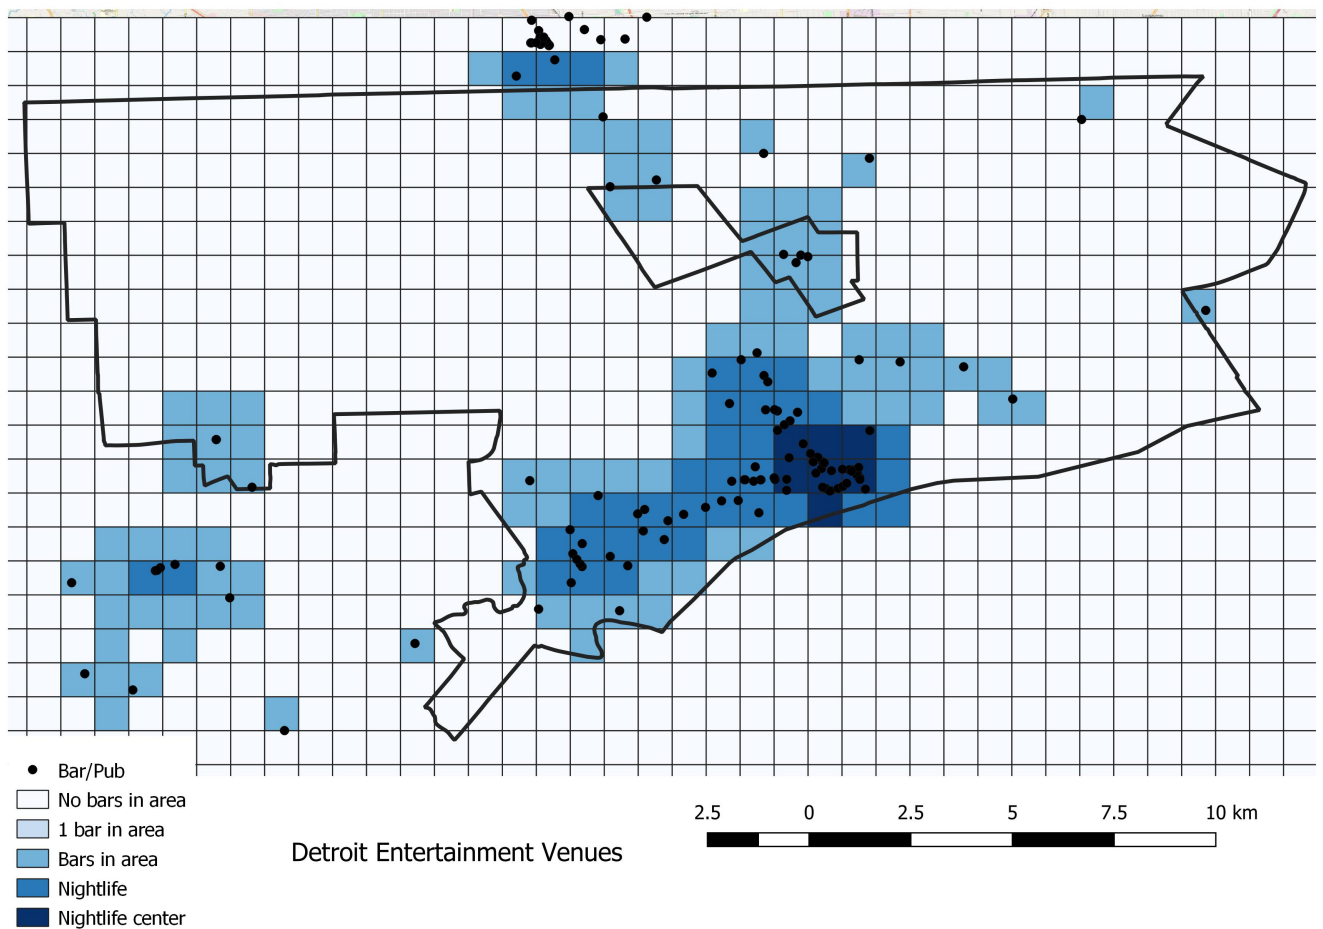 Bar/Pub
No bars in area
1 bar in area
Bars in area
Nightlife
Nightlife center
Detroit Entertainment Venues
2.5 0 2.5 5 7.5 10 km